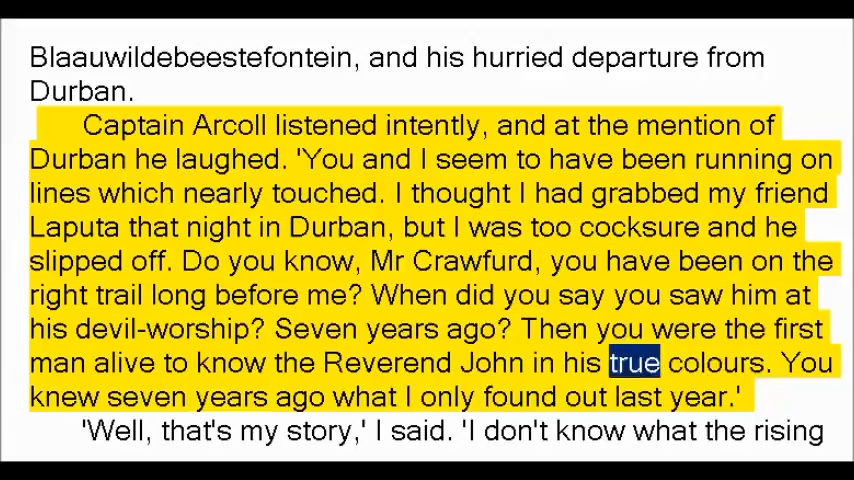 Blaauwildebeestefontein, and his hurried departure from
Durban.
Captain Arcoll listened intently, and at the mention of
Durban he laughed. 'You and I seem to have been running on
lines which nearly touched. I thought I had grabbed my friend
Laputa that night in Durban, but I was too cocksure and he
slipped off. Do you know, Mr Crawfurd, you have been on the
right trail long before me? When did you say you saw him at
his devil-worship? Seven years ago? Then you were the first
man alive to know the Reverend John in his true colours. You
knew seven years ago what I only found out last year.'
'Well, that's my story,' I said. 'I don't know what the rising